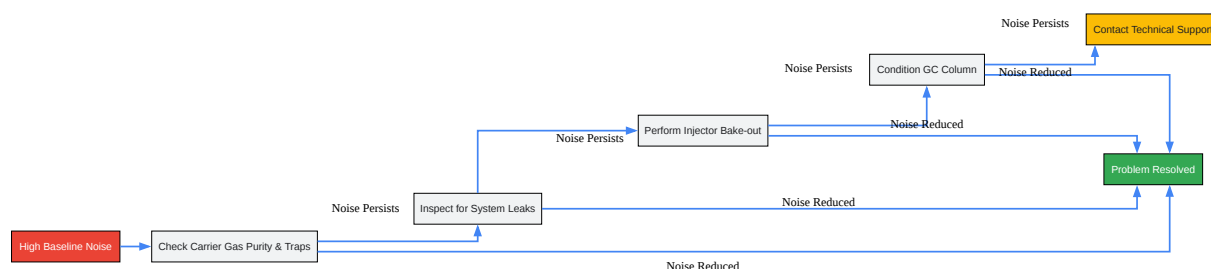 Noise Persists
Contact Technical Support
Noise Persists
Condition GC Column
Noise Reduced
Noise Persists
Perform Injector Bake-out
Noise Reduced
Problem Resolved
Noise Persists
Inspect for System Leaks
Noise Reduced
High Baseline Noise
Check Carrier Gas Purity & Traps
Noise Reduced